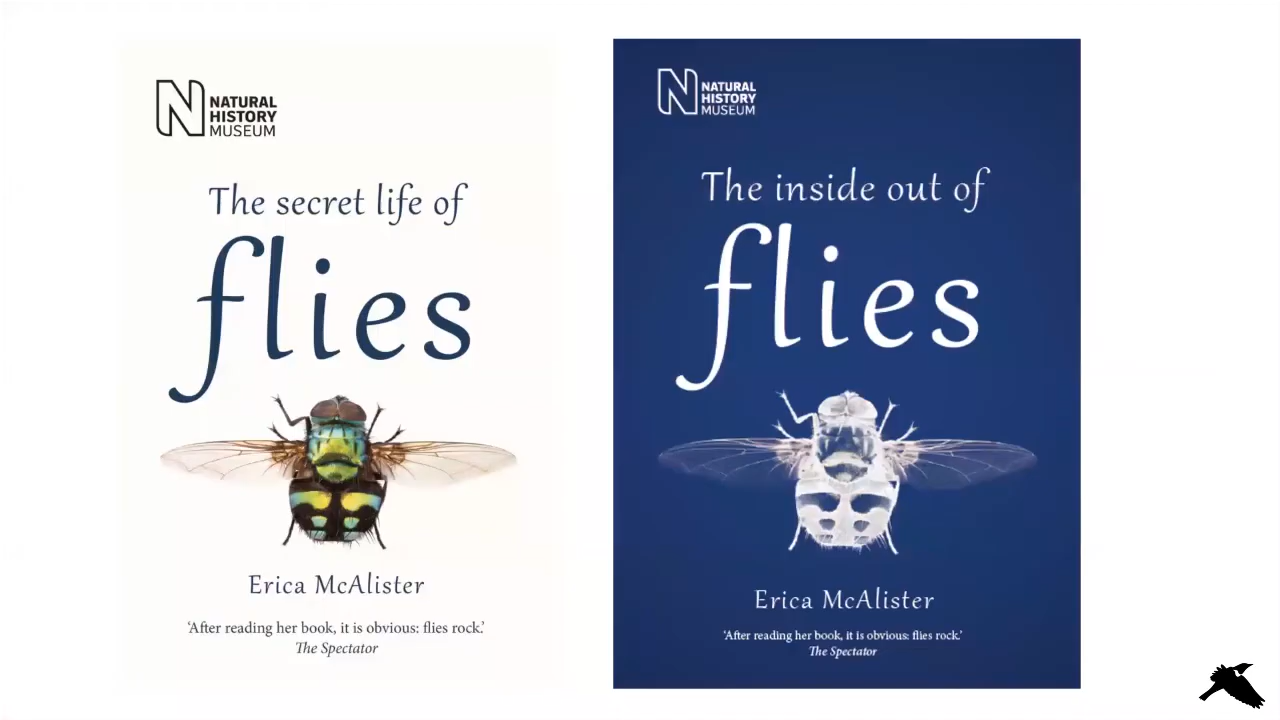 NATURAL
HISTORY
MUSEUM
The secret life of
flies
Erica McAlister
‘After reading her book, it is obvious: flies rock.’
The Spectator
NATURAL
HISTORY
MUSEUM
The inside out of
flies
Erica McAlister
‘After reading her book, it is obvious: flies rock.’
The Spectator